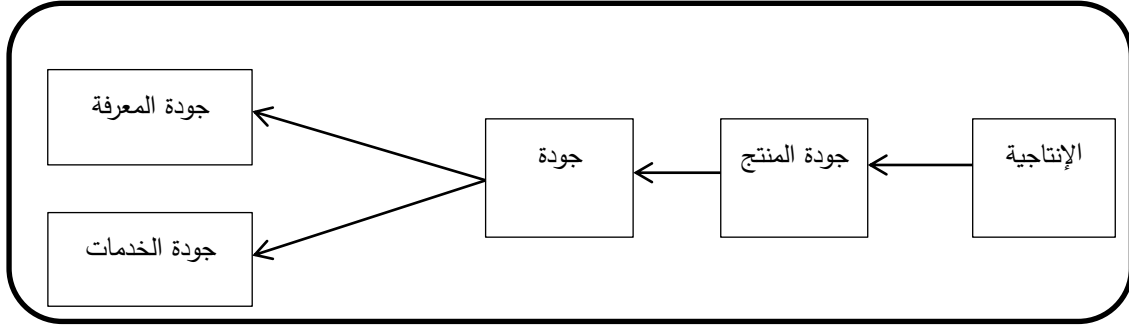 الإنتاجية
جودة المنتج
جودة
جودة المعرفة
جودة الخدمات